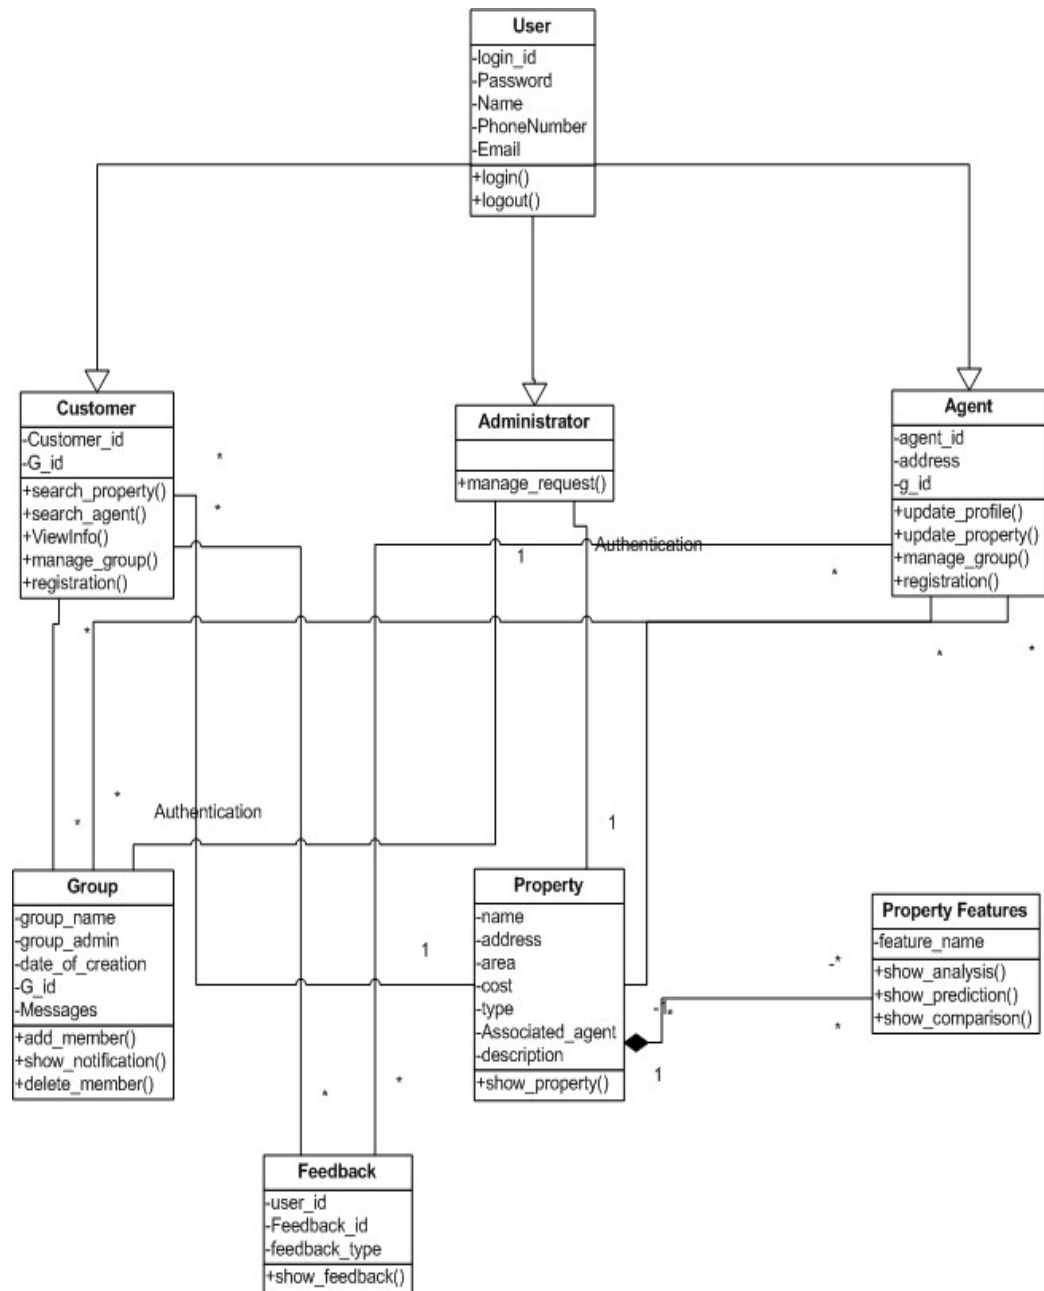 User
-login_id
-Password
-Name
-PhoneNumber
-Email
+login()
+logout()
Customer
-Customer_id
-G_id
+search_property()
+search_agent()
+ViewInfo()
+manage_group()
+registration()
*
*
Administrator
+manage_request()
1
Authentication
Agent
-agent_id
-address
-g_id
+update_profile()
+update_property()
+manage_group()
+registration()
*
*
*
*
*
*
Authentication
1
Group
-group_name
-group_admin
-date_of_creation
-G_id
-Messages
+add_member()
+show_notification()
+delete_member()
1
Property
-name
-address
-area
-cost
-type
-Associated_agent
-description
+show_property()
-1*
1
-*
*
Property Features
-feature_name
+show_analysis()
+show_prediction()
+show_comparison()
*
*
Feedback
-user_id
-Feedback_id
-feedback_type
+show_feedback()